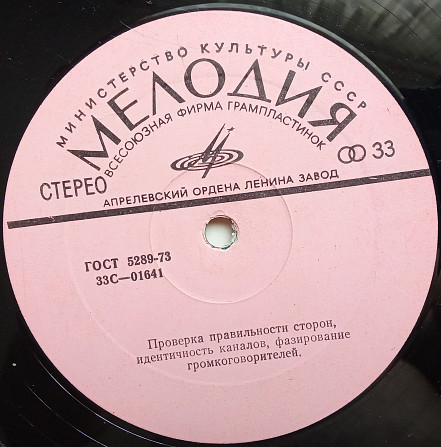 МИНИСТЕРСТВО КУЛЬТУРЫ СССР
МЕЛОДИЯ
ВСЕСОЮЗНАЯ ФИРМА ГРАМПЛАСТИНОК
СТЕРЕО
33
АПРЕЛЕВСКИЙ ОРДЕНА ЛЕНИНА ЗАВОД
ГОСТ 5289-73
33С—01641
Проверка правильности сторон,
идентичность каналов, фазирование
громкоговорителей.